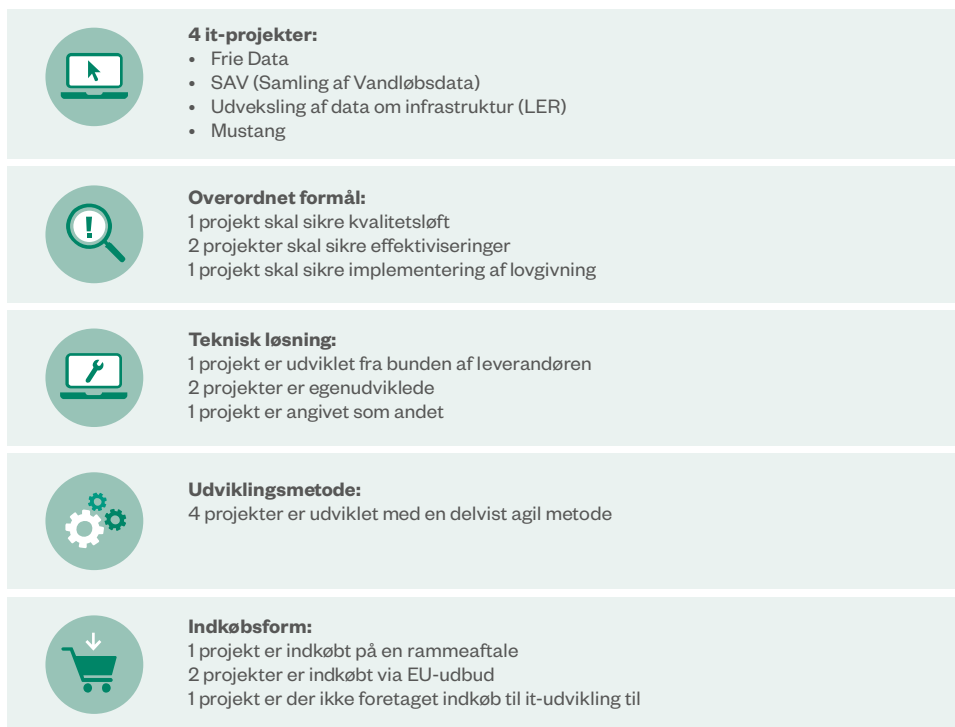 4 it-projekter:
• Frie Data
• SAV (Samling af Vandløbsdata)
• Udveksling af data om infrastruktur (LER)
• Mustang
Overordnet formål:
1 projekt skal sikre kvalitetsløft
2 projekter skal sikre effektiviseringer
1 projekt skal sikre implementering af lovgivning
Teknisk løsning:
1 projekt er udviklet fra bunden af leverandøren
2 projekter er egenudviklede
1 projekt er angivet som andet
Udviklingsmetode:
4 projekter er udviklet med en delvist agil metode
Indkøbsform:
1 projekt er indkøbt på en rammeaftale
2 projekter er indkøbt via EU-udbud
1 projekt er der ikke foretaget indkøb til it-udvikling til